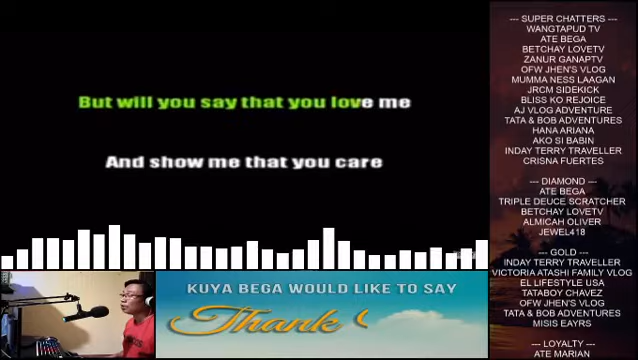 But will you say that you love me
And show me that you care
KUYA BEGA WOULD LIKE TO SAY
Thank
--- SUPER CHATTERS ---
WANGTAPUD TV
ATE BEGA
BETCHAY LOVETV
ZANUR GANAPTV
OFW JHEN'S VLOG
MUMMA NESS LAAGAN
JRCM SIDEKICK
BLISS KO REJOICE
AJ VLOG ADVENTURE
TATA & BOB ADVENTURES
HANA ARIANA
AKO SI BABIN
INDAY TERRY TRAVELLER
CRISNA FUERTES
--- DIAMOND ---
ATE BEGA
TRIPLE DEUCE SCRATCHER
BETCHAY LOVETV
ALMICAH OLIVER
JEWEL418
--- GOLD ---
INDAY TERRY TRAVELLER
VICTORIA ATASHI FAMILY VLOG
EL LIFESTYLE USA
TATABOY CHAVEZ
OFW JHEN'S VLOG
TATA & BOB ADVENTURES
MISIS EAYRS
--- LOYALTY ---
ATE MARIAN